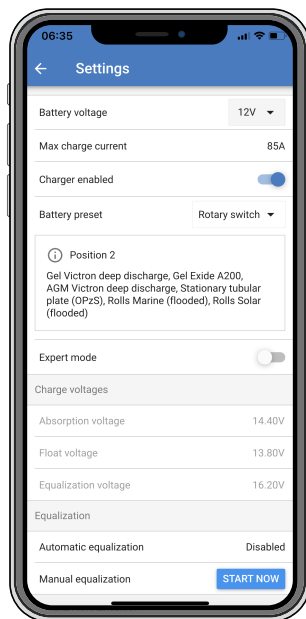 06:35
Settings
Battery voltage 12V
Max charge current 85A
Charger enabled
Battery preset Rotary switch
Position 2
Gel Victron deep discharge, Gel Exide A200,
AGM Victron deep discharge, Stationary tubular
plate (OPzS), Rolls Marine (flooded), Rolls Solar
(flooded)
Expert mode
Charge voltages
Absorption voltage 14.40V
Float voltage 13.80V
Equalization voltage 16.20V
Equalization
Automatic equalization Disabled
Manual equalization START NOW